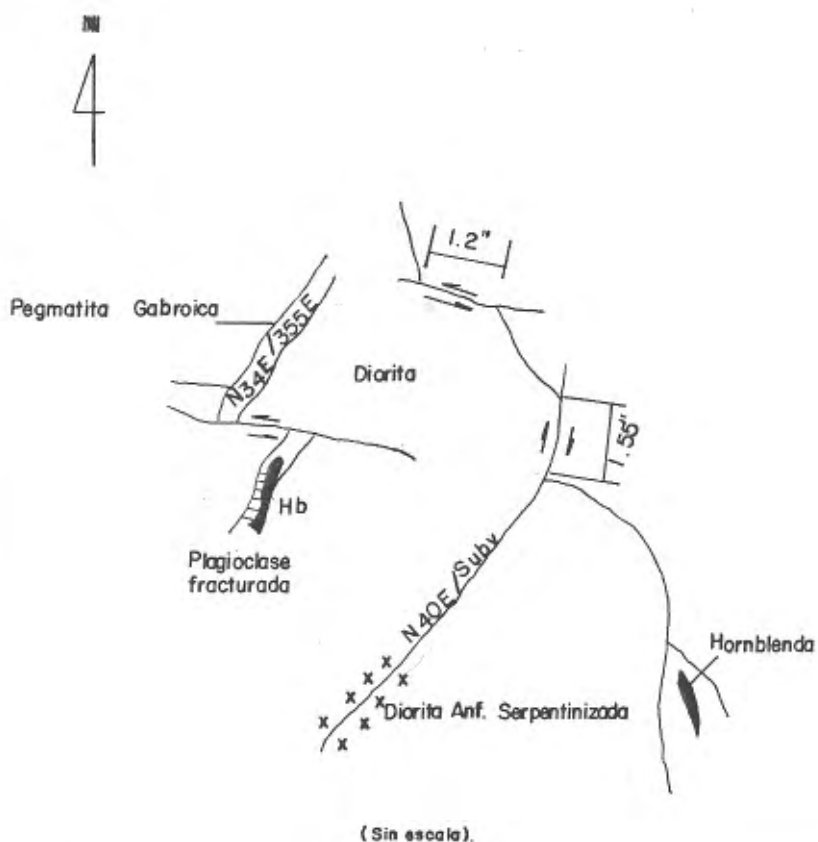 N
1.2"
Pegmatita Gabroica
N34E/355E
Diorita
1.55"
Hb
Plagioclase
fracturada
N40E/Subv
Hornblenda
x x x x x x x x x
Diorita Anf. Serpentinizada
(Sin escala).